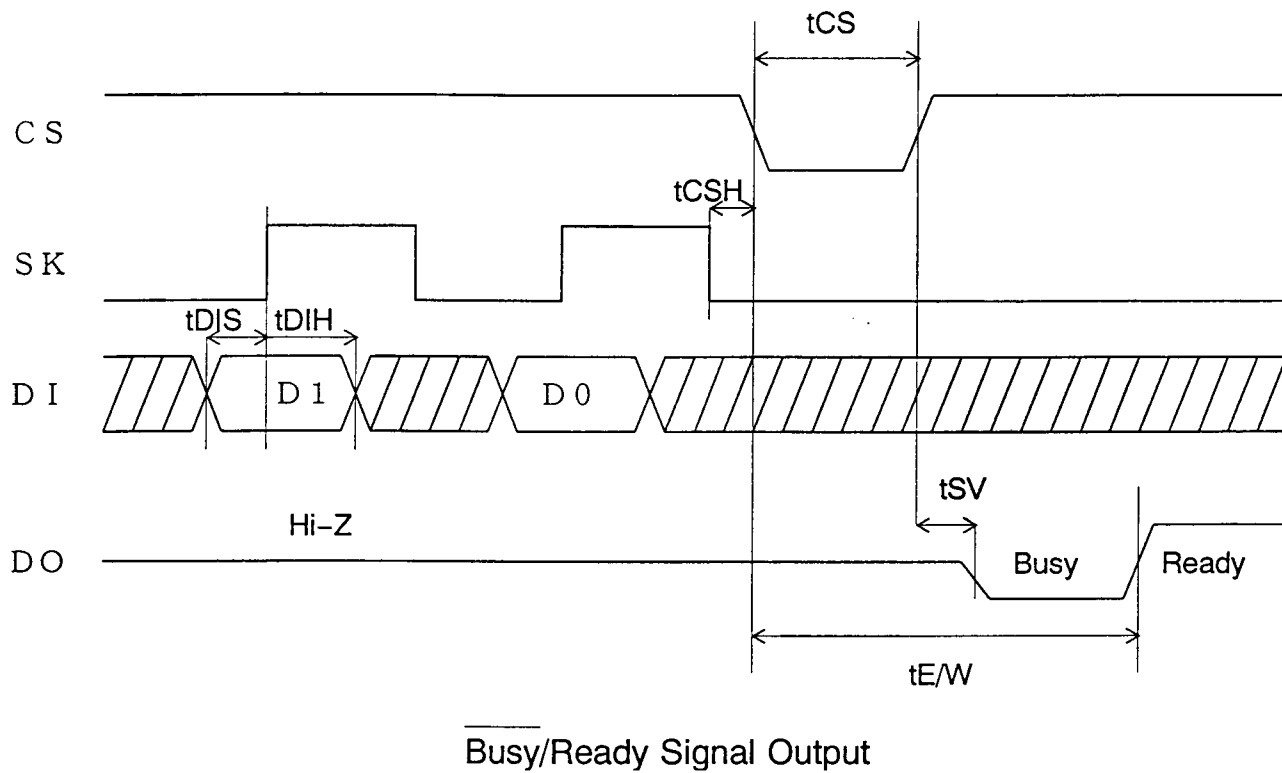 tCS
CS
tCSH
SK
tDIS tDIH
DI D1 D0
tSV
Hi-Z
DO Busy Ready
tE/W
Busy/Ready Signal Output